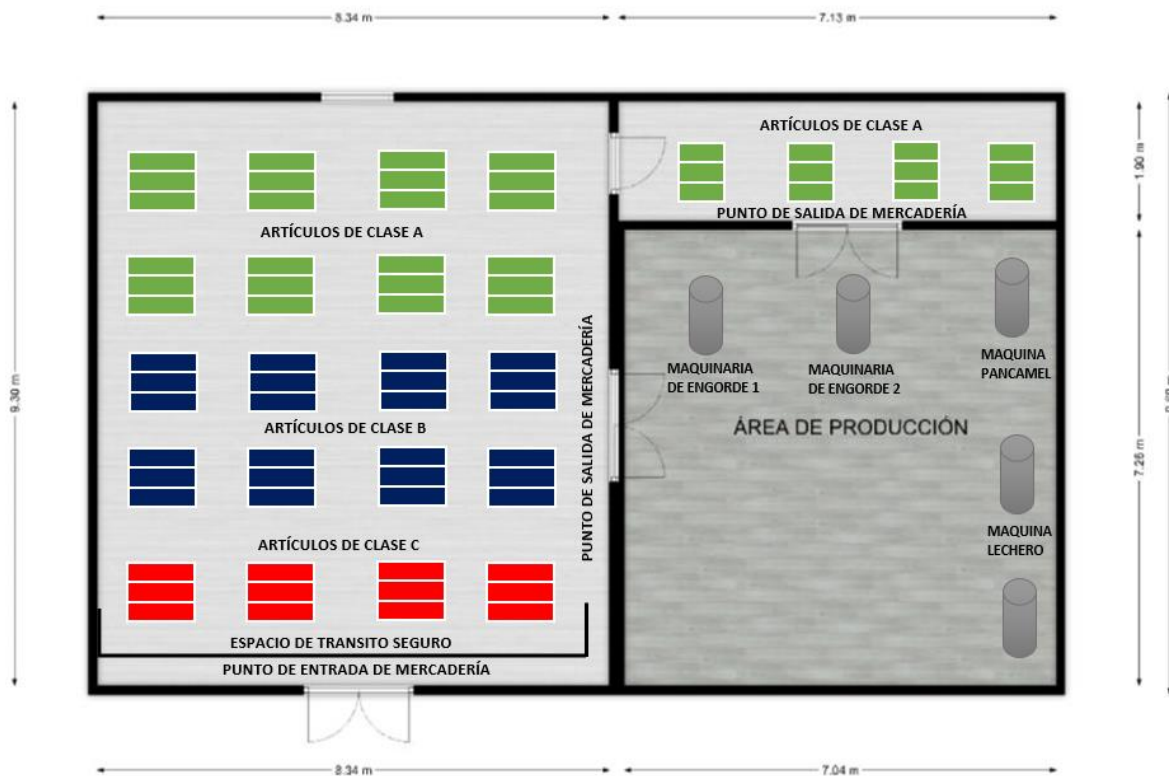 8.34 m
7.13 m
ARTÍCULOS DE CLASE A
1.90 m
PUNTO DE SALIDA DE MERCADERÍA
ARTÍCULOS DE CLASE A
PUNTO DE SALIDA DE MERCADERÍA
MAQUINARIA
DE ENGORDE 1
MAQUINARIA
DE ENGORDE 2
MAQUINA
PANCAMEL
9.30 m
ARTÍCULOS DE CLASE B
ÁREA DE PRODUCCIÓN
7.26 m
MAQUINA
LECHERO
ARTÍCULOS DE CLASE C
ESPACIO DE TRANSITO SEGURO
PUNTO DE ENTRADA DE MERCADERÍA
8.34 m
7.04 m